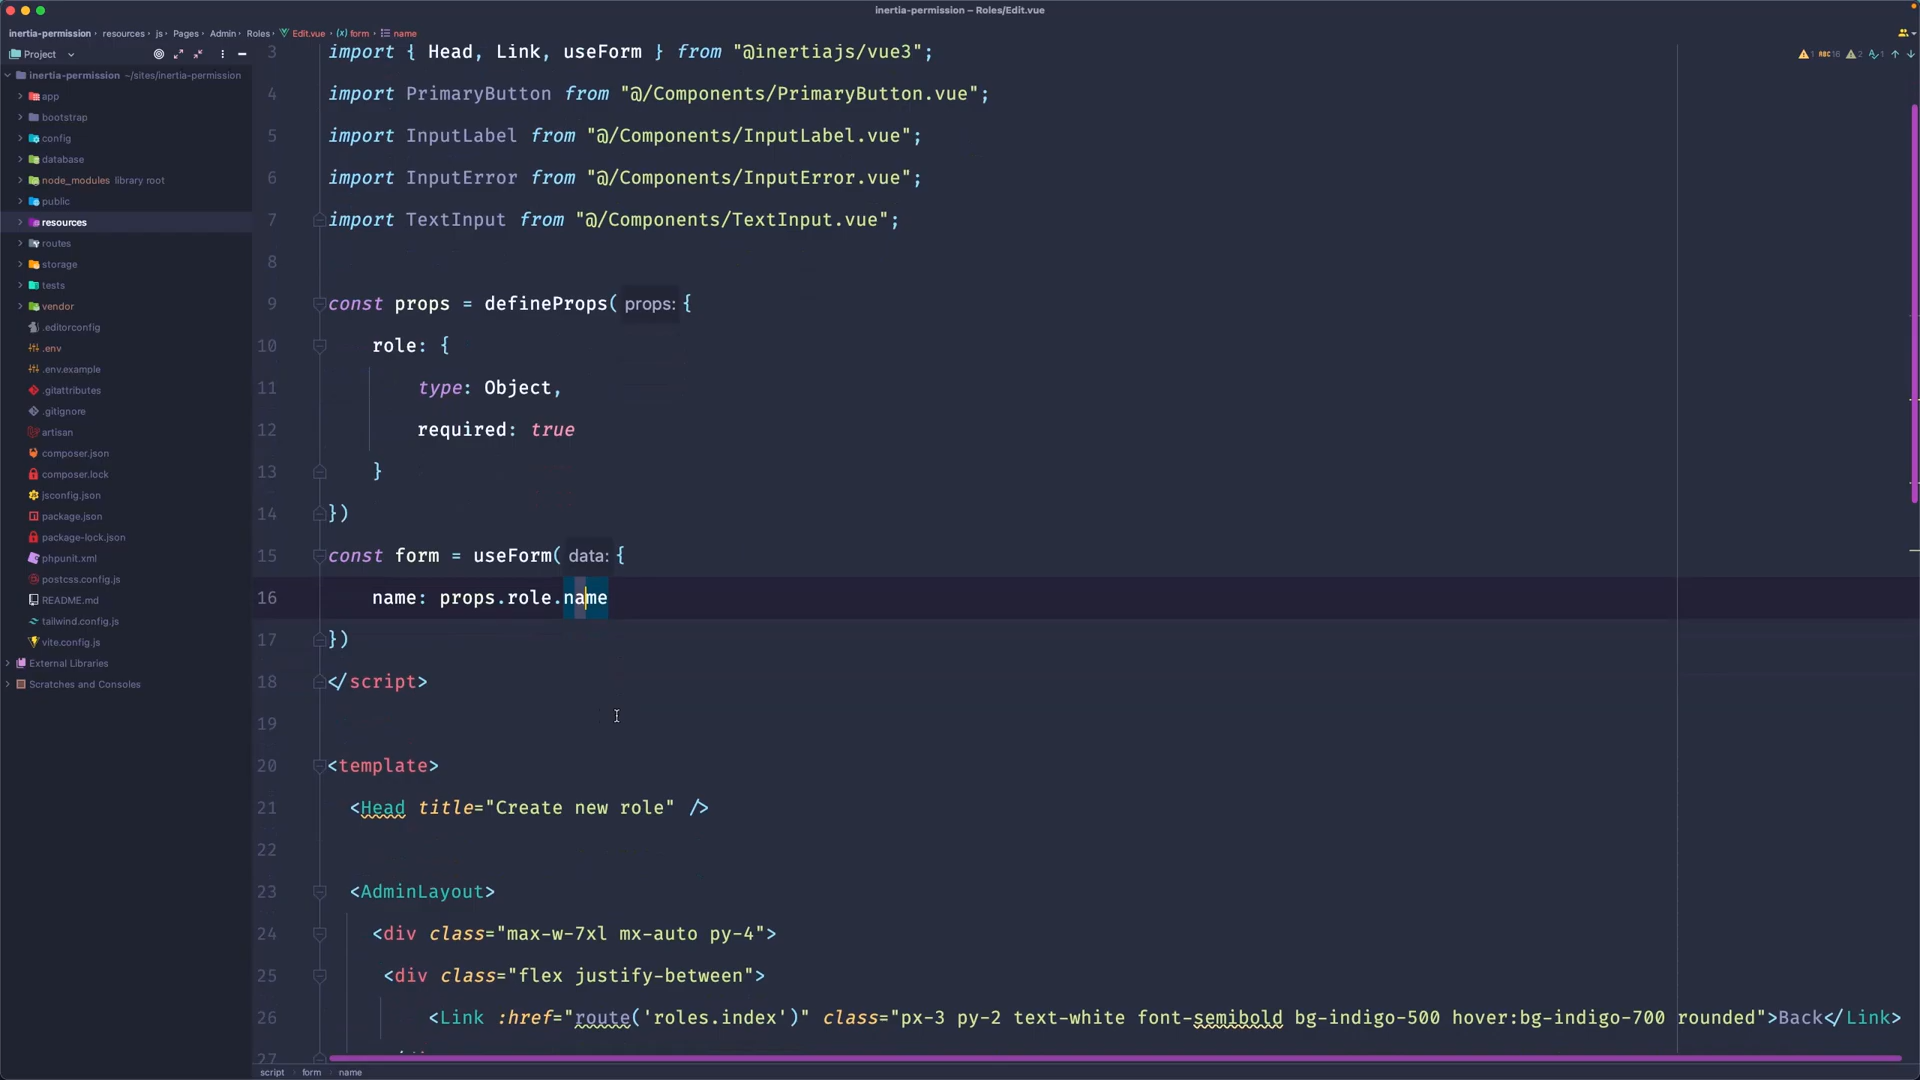 inertia-permission – Roles/Edit.vue
inertia-permission › resources › js › Pages › Admin › Roles › Edit.vue › form › name
Project
1 16 2 1
inertia-permission ~/sites/inertia-permission
app
bootstrap
config
database
node_modules library root
public
resources
routes
storage
tests
vendor
.editorconfig
.env
.env.example
.gitattributes
.gitignore
artisan
composer.json
composer.lock
jsconfig.json
package.json
package-lock.json
phpunit.xml
postcss.config.js
README.md
tailwind.config.js
vite.config.js
External Libraries
Scratches and Consoles
3 import { Head, Link, useForm } from "@inertiajs/vue3";
4 import PrimaryButton from "@/Components/PrimaryButton.vue";
5 import InputLabel from "@/Components/InputLabel.vue";
6 import InputError from "@/Components/InputError.vue";
7 import TextInput from "@/Components/TextInput.vue";
8
9 const props = defineProps( props: {
10 role: {
11 type: Object,
12 required: true
13 }
14 })
15 const form = useForm( data: {
16 name: props.role.name
17 })
18 </script>
19
20 <template>
21 <Head title="Create new role" />
22
23 <AdminLayout>
24 <div class="max-w-7xl mx-auto py-4">
25 <div class="flex justify-between">
26 <Link :href="route('roles.index')" class="px-3 py-2 text-white font-semibold bg-indigo-500 hover:bg-indigo-700 rounded">Back</Link>
27
script form name